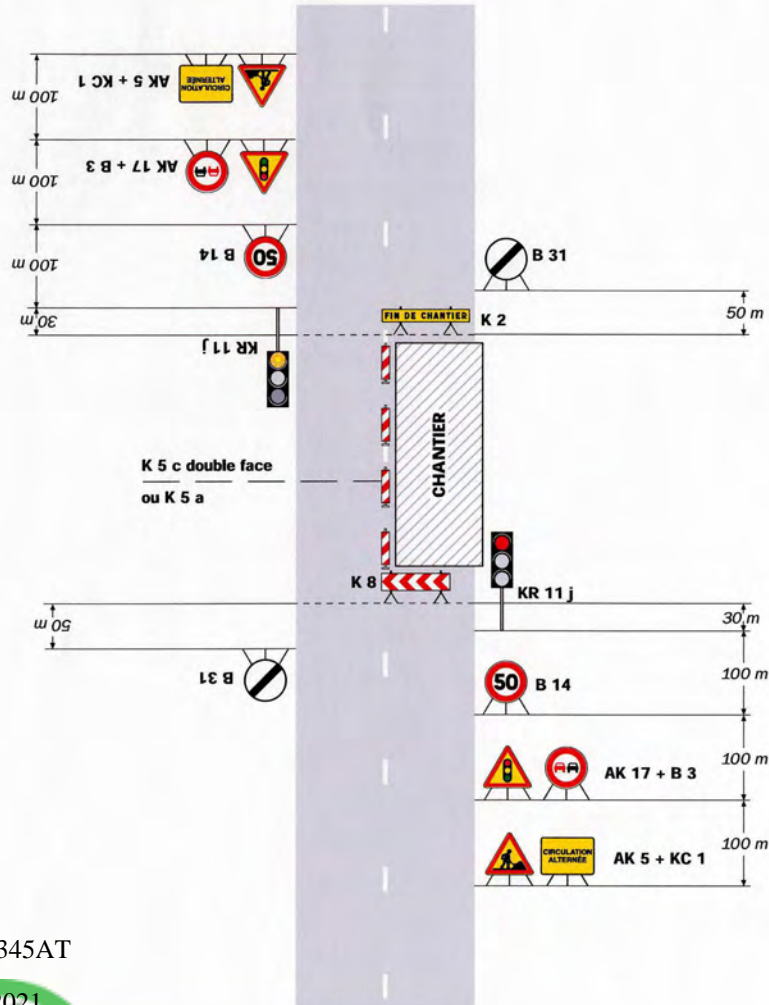 100 m
AK 5 + KC 1
CIRCULATION
ALTERNÉE
100 m
AK 17 + B 3
100 m
B 14
50
30 m
KR 11 j
B 31
50 m
FIN DE CHANTIER
K 2
CHANTIER
K 5 c double face
ou K 5 a
K 8
KR 11 j
30 m
50 m
B 31
50
B 14
100 m
AK 17 + B 3
100 m
CIRCULATION
ALTERNÉE
AK 5 + KC 1
100 m
345AT
2021